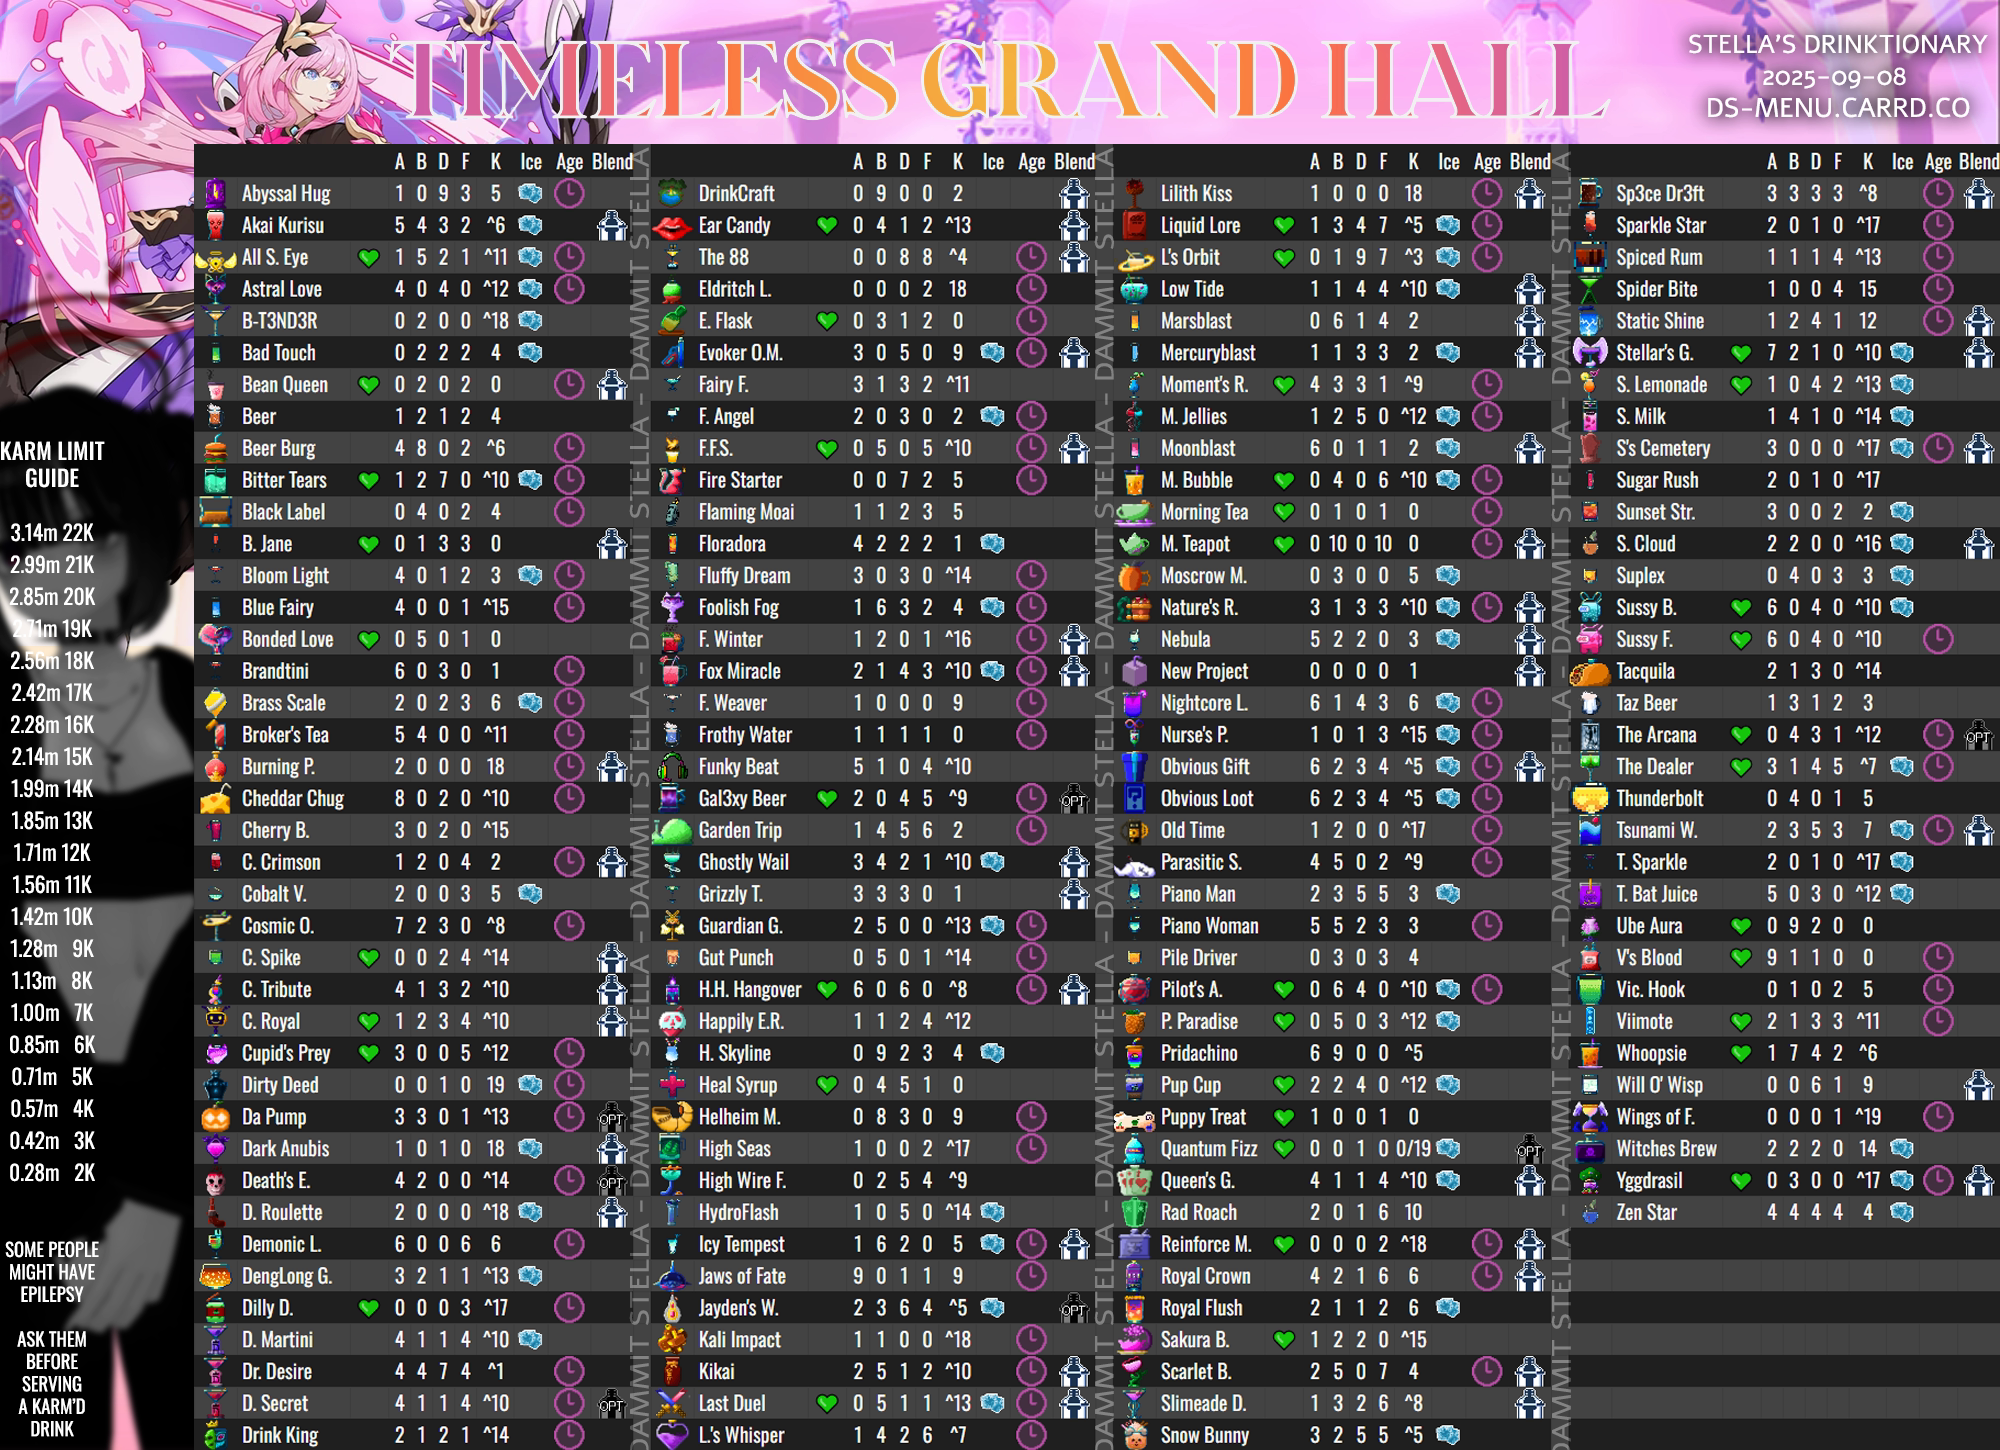 TIMELESS GRAND HALL
STELLA'S DRINKTIONARY
2025-09-08
DS-MENU.CARRD.CO
KARM LIMIT
GUIDE
3.14m 22K
2.99m 21K
2.85m 20K
2.71m 19K
2.56m 18K
2.42m 17K
2.28m 16K
2.14m 15K
1.99m 14K
1.85m 13K
1.71m 12K
1.56m 11K
1.42m 10K
1.28m 9K
1.13m 8K
1.00m 7K
0.85m 6K
0.71m 5K
0.57m 4K
0.42m 3K
0.28m 2K
SOME PEOPLE
MIGHT HAVE
EPILEPSY
ASK THEM
BEFORE
SERVING
A KARM'D
DRINK
A B D F K Ice Age Blend
Abyssal Hug 1 0 9 3 5
Akai Kurisu 5 4 3 2 ^6
All S. Eye 1 5 2 1 ^11
Astral Love 4 0 4 0 ^12
B-T3ND3R 0 2 0 0 ^18
Bad Touch 0 2 2 2 4
Bean Queen 0 2 0 2 0
Beer 1 2 1 2 4
Beer Burg 4 8 0 2 ^6
Bitter Tears 1 2 7 0 ^10
Black Label 0 4 0 2 4
B. Jane 0 1 3 3 0
Bloom Light 4 0 1 2 3
Blue Fairy 4 0 0 1 ^15
Bonded Love 0 5 0 1 0
Brandtini 6 0 3 0 1
Brass Scale 2 0 2 3 6
Broker's Tea 5 4 0 0 ^11
Burning P. 2 0 0 0 18
Cheddar Chug 8 0 2 0 ^10
Cherry B. 3 0 2 0 ^15
C. Crimson 1 2 0 4 2
Cobalt V. 2 0 0 3 5
Cosmic O. 7 2 3 0 ^8
C. Spike 0 0 2 4 ^14
C. Tribute 4 1 3 2 ^10
C. Royal 1 2 3 4 ^10
Cupid's Prey 3 0 0 5 ^12
Dirty Deed 0 0 1 0 19
Da Pump 3 3 0 1 ^13 OPT
Dark Anubis 1 0 1 0 18
Death's E. 4 2 0 0 ^14 OPT
D. Roulette 2 0 0 0 ^18
Demonic L. 6 0 0 6 6
DengLong G. 3 2 1 1 ^13
Dilly D. 0 0 0 3 ^17
D. Martini 4 1 1 4 ^10
Dr. Desire 4 4 7 4 ^1
D. Secret 4 1 1 4 ^10 OPT
Drink King 2 1 2 1 ^14
DAMMIT STELLA - DAMMIT STELLA - DAMMIT STELLA
A B D F K Ice Age Blend
DrinkCraft 0 9 0 0 2
Ear Candy 0 4 1 2 ^13
The 88 0 0 8 8 ^4
Eldritch L. 0 0 0 2 18
E. Flask 0 3 1 2 0
Evoker O.M. 3 0 5 0 9
Fairy F. 3 1 3 2 ^11
F. Angel 2 0 3 0 2
F.F.S. 0 5 0 5 ^10
Fire Starter 0 0 7 2 5
Flaming Moai 1 1 2 3 5
Floradora 4 2 2 2 1
Fluffy Dream 3 0 3 0 ^14
Foolish Fog 1 6 3 2 4
F. Winter 1 2 0 1 ^16
Fox Miracle 2 1 4 3 ^10
F. Weaver 1 0 0 0 9
Frothy Water 1 1 1 1 0
Funky Beat 5 1 0 4 ^10
Gal3xy Beer 2 0 4 5 ^9 OPT
Garden Trip 1 4 5 6 2
Ghostly Wail 3 4 2 1 ^10
Grizzly T. 3 3 3 0 1
Guardian G. 2 5 0 0 ^13
Gut Punch 0 5 0 1 ^14
H.H. Hangover 6 0 6 0 ^8
Happily E.R. 1 1 2 4 ^12
H. Skyline 0 9 2 3 4
Heal Syrup 0 4 5 1 0
Helheim M. 0 8 3 0 9
High Seas 1 0 0 2 ^17
High Wire F. 0 2 5 4 ^9
HydroFlash 1 0 5 0 ^14
Icy Tempest 1 6 2 0 5
Jaws of Fate 9 0 1 1 9
Jayden's W. 2 3 6 4 ^5 OPT
Kali Impact 1 1 0 0 ^18
Kikai 2 5 1 2 ^10
Last Duel 0 5 1 1 ^13
L.'s Whisper 1 4 2 6 ^7
DAMMIT STELLA - DAMMIT STELLA - DAMMIT STELLA
A B D F K Ice Age Blend
Lilith Kiss 1 0 0 0 18
Liquid Lore 1 3 4 7 ^5
L's Orbit 0 1 9 7 ^3
Low Tide 1 1 4 4 ^10
Marsblast 0 6 1 4 2
Mercuryblast 1 1 3 3 2
Moment's R. 4 3 3 1 ^9
M. Jellies 1 2 5 0 ^12
Moonblast 6 0 1 1 2
M. Bubble 0 4 0 6 ^10
Morning Tea 0 1 0 1 0
M. Teapot 0 10 0 10 0
Moscrow M. 0 3 0 0 5
Nature's R. 3 1 3 3 ^10
Nebula 5 2 2 0 3
New Project 0 0 0 0 1
Nightcore L. 6 1 4 3 6
Nurse's P. 1 0 1 3 ^15
Obvious Gift 6 2 3 4 ^5
Obvious Loot 6 2 3 4 ^5
Old Time 1 2 0 0 ^17
Parasitic S. 4 5 0 2 ^9
Piano Man 2 3 5 5 3
Piano Woman 5 5 2 3 3
Pile Driver 0 3 0 3 4
Pilot's A. 0 6 4 0 ^10
P. Paradise 0 5 0 3 ^12
Pridachino 6 9 0 0 ^5
Pup Cup 2 2 4 0 ^12
Puppy Treat 1 0 0 1 0
Quantum Fizz 0 0 1 0 0/19 OPT
Queen's G. 4 1 1 4 ^10
Rad Roach 2 0 1 6 10
Reinforce M. 0 0 0 2 ^18
Royal Crown 4 2 1 6 6
Royal Flush 2 1 1 2 6
Sakura B. 1 2 2 0 ^15
Scarlet B. 2 5 0 7 4
Slimeade D. 1 3 2 6 ^8
Snow Bunny 3 2 5 5 ^5
DAMMIT STELLA - DAMMIT STELLA - DAMMIT STELLA
A B D F K Ice Age Blend
Sp3ce Dr3ft 3 3 3 3 ^8
Sparkle Star 2 0 1 0 ^17
Spiced Rum 1 1 1 4 ^13
Spider Bite 1 0 0 4 15
Static Shine 1 2 4 1 12
Stellar's G. 7 2 1 0 ^10
S. Lemonade 1 0 4 2 ^13
S. Milk 1 4 1 0 ^14
S's Cemetery 3 0 0 0 ^17
Sugar Rush 2 0 1 0 ^17
Sunset Str. 3 0 0 2 2
S. Cloud 2 2 0 0 ^16
Suplex 0 4 0 3 3
Sussy B. 6 0 4 0 ^10
Sussy F. 6 0 4 0 ^10
Tacquila 2 1 3 0 ^14
Taz Beer 1 3 1 2 3
The Arcana 0 4 3 1 ^12 OPT
The Dealer 3 1 4 5 ^7
Thunderbolt 0 4 0 1 5
Tsunami W. 2 3 5 3 7
T. Sparkle 2 0 1 0 ^17
T. Bat Juice 5 0 3 0 ^12
Ube Aura 0 9 2 0 0
V's Blood 9 1 1 0 0
Vic. Hook 0 1 0 2 5
Viimote 2 1 3 3 ^11
Whoopsie 1 7 4 2 ^6
Will O' Wisp 0 0 6 1 9
Wings of F. 0 0 0 1 ^19
Witches Brew 2 2 2 0 14
Yggdrasil 0 3 0 0 ^17
Zen Star 4 4 4 4 4